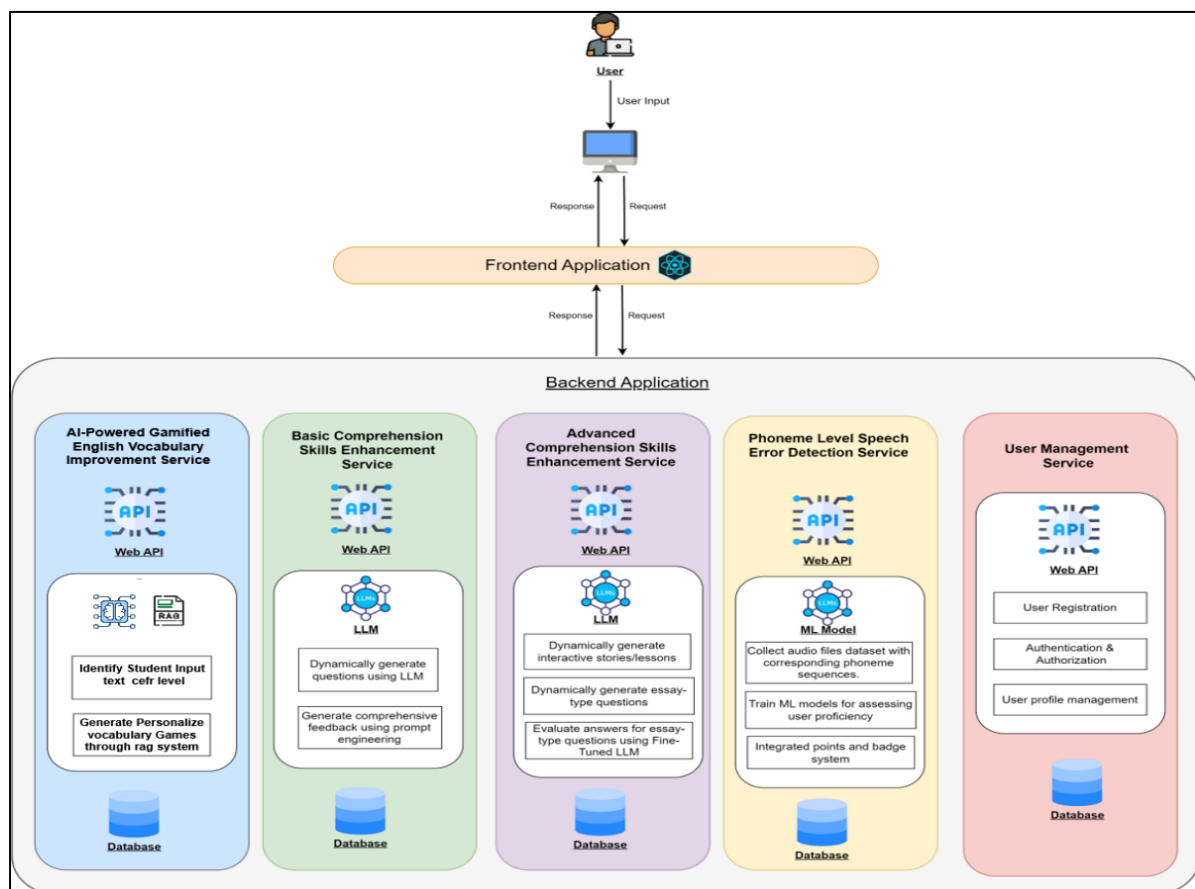 User
User Input
Response
Request
Frontend Application
Response
Request
Backend Application
AI-Powered Gamified
English Vocabulary
Improvement Service
API
Web API
RAG
Identify Student Input
text cefr level
Generate Personalize
vocabulary Games
through rag system
Database
Basic Comprehension
Skills Enhancement
Service
API
Web API
LLMs
LLM
Dynamically generate
questions using LLM
Generate comprehensive
feedback using prompt
engineering
Database
Advanced
Comprehension Skills
Enhancement Service
API
Web API
LLMs
LLM
Dynamically generate
interactive stories/lessons
Dynamically generate essay-
type questions
Evaluate answers for essay-
type questions using Fine-
Tuned LLM
Database
Phoneme Level Speech
Error Detection Service
API
Web API
LLMs
ML Model
Collect audio files dataset with
corresponding phoneme
sequences.
Train ML models for assessing
user proficiency
Integrated points and badge
system
Database
User Management
Service
API
Web API
User Registration
Authentication &
Authorization
User profile management
Database